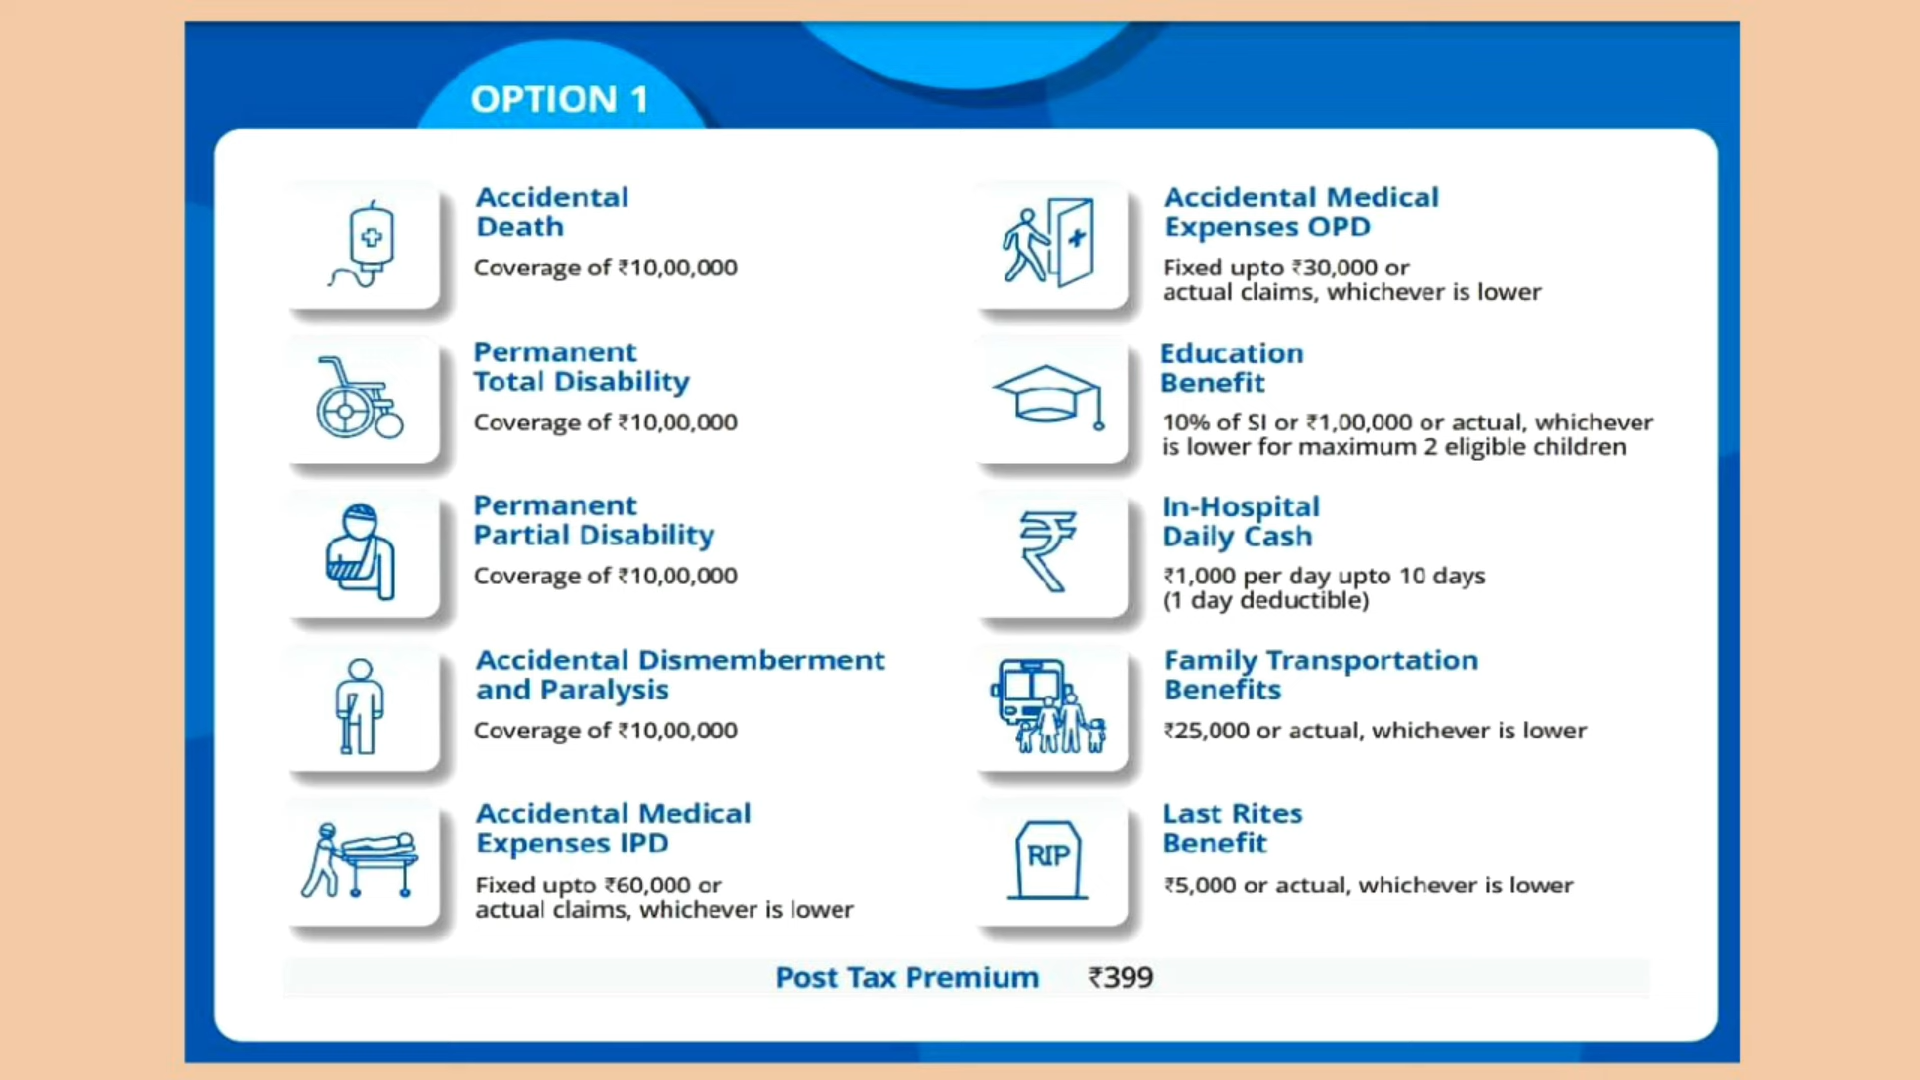 OPTION 1
Accidental
Death
Coverage of ₹10,00,000
Permanent
Total Disability
Coverage of ₹10,00,000
Permanent
Partial Disability
Coverage of ₹10,00,000
Accidental Dismemberment
and Paralysis
Coverage of ₹10,00,000
Accidental Medical
Expenses IPD
Fixed upto ₹60,000 or
actual claims, whichever is lower
Accidental Medical
Expenses OPD
Fixed upto ₹30,000 or
actual claims, whichever is lower
Education
Benefit
10% of SI or ₹1,00,000 or actual, whichever
is lower for maximum 2 eligible children
₹
In-Hospital
Daily Cash
₹1,000 per day upto 10 days
(1 day deductible)
Family Transportation
Benefits
₹25,000 or actual, whichever is lower
RIP
Last Rites
Benefit
₹5,000 or actual, whichever is lower
Post Tax Premium ₹399